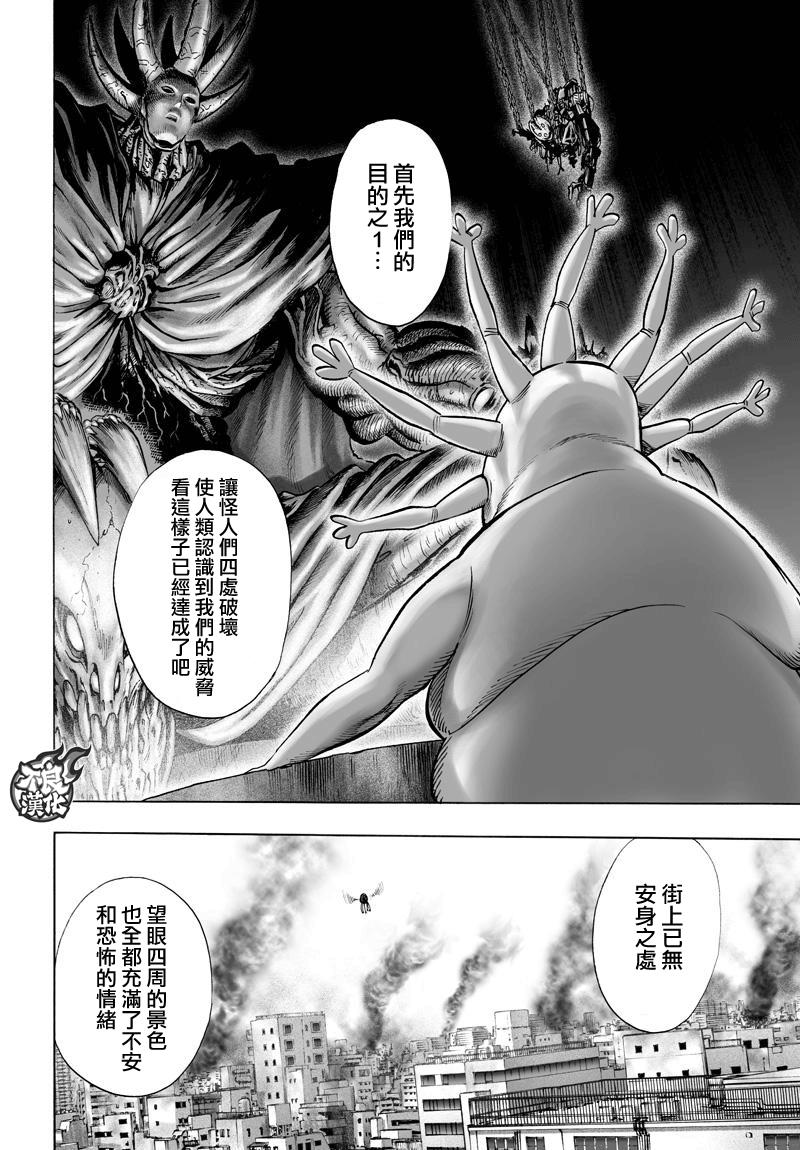 首先我們的
目的之1…
讓怪人們四處破壞
使人類認識到我們的威脅
看這樣子已經達成了吧
不良
漢化
街上已無
安身之處
望眼四周的景色
也全都充滿了不安
和恐怖的情緒